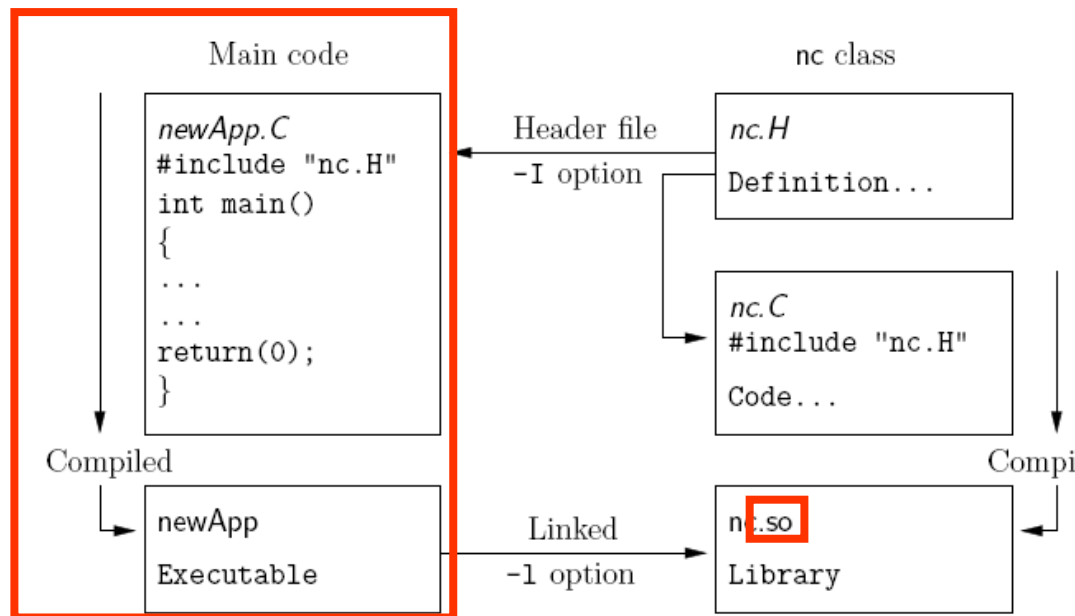 Main code
newApp.C
#include "nc.H"
int main()
{
...
...
return(0);
}
Compiled
newApp
Executable
Header file
-I option
Linked
-l option
nc class
nc.H
Definition...
nc.C
#include "nc.H"
Code...
Compi
nc.so
Library